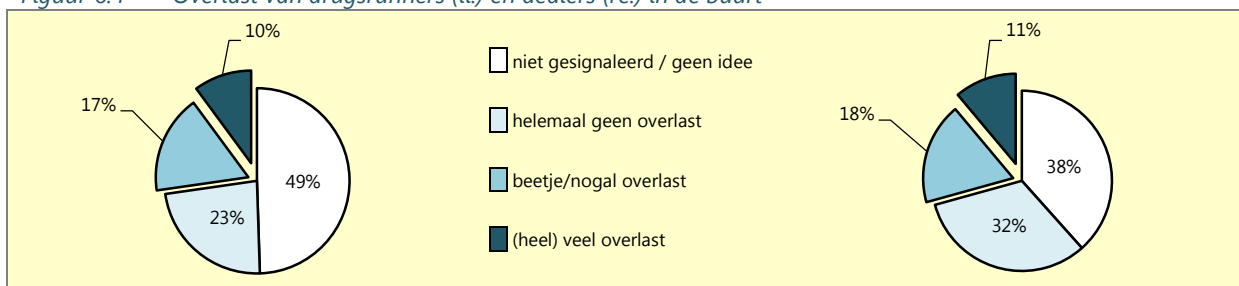 10%
17%
49%
23%
niet gesignaleerd / geen idee
helemaal geen overlast
beetje/nogal overlast
(heel) veel overlast
11%
18%
38%
32%